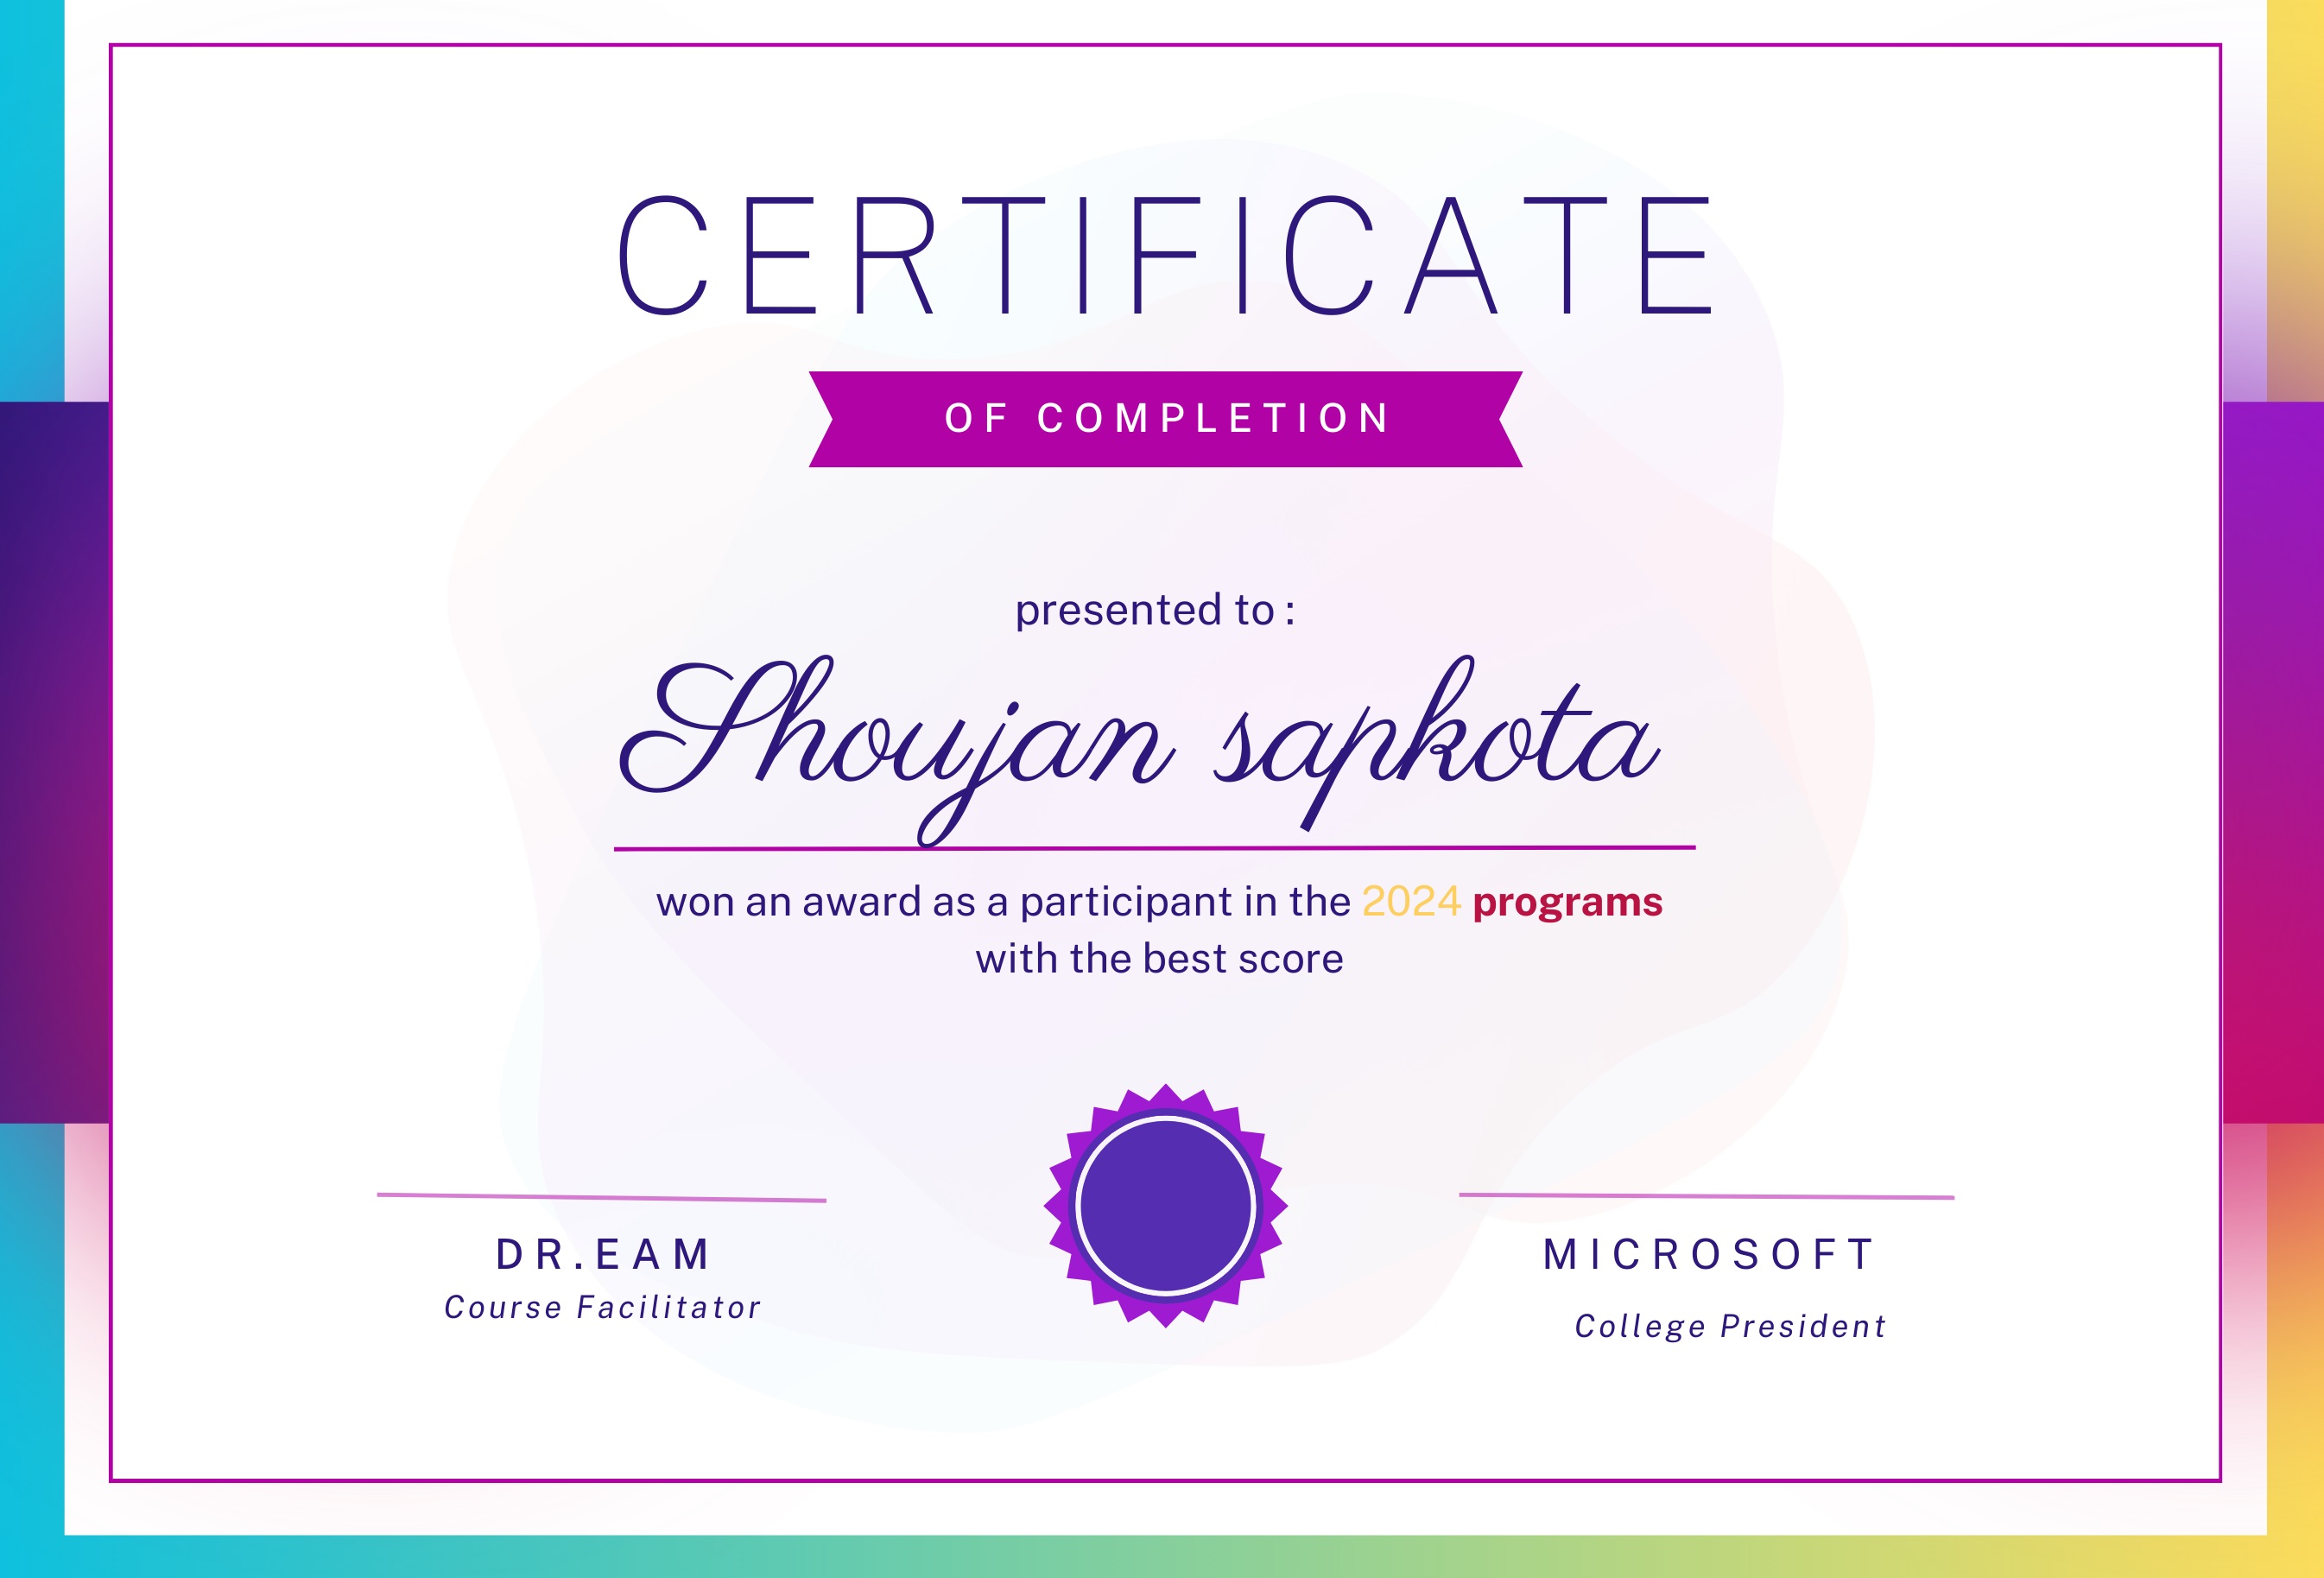 CERTIFICATE
OF COMPLETION
presented to :
Shoujan sapkota
won an award as a participant in the 2024 programs
with the best score
DR.EAM
Course Facilitator
MICROSOFT
College President